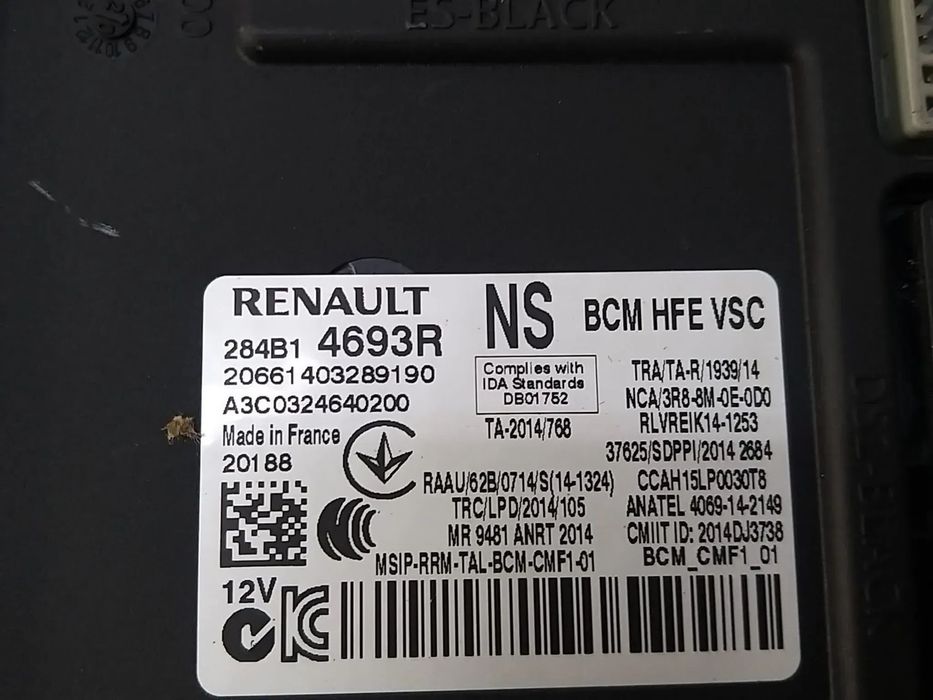 ES-BLACK
RENAULT
NS
BCM HFE VSC
284B1 4693R
20661403289190
A3C0324640200
Made in France
20188
12V
Complies with
IDA Standards
DB01752
TA-2014/768
TRA/TA-R/1939/14
NCA/3R8-8M-0E-0D0
RLVREIK14-1253
37625/SDPPI/2014 2684
RAAU/62B/0714/S(14-1324)
CCAH15LP0030T8
TRC/LPD/2014/105
ANATEL 4069-14-2149
MR 9481 ANRT 2014
CMIIT ID: 2014DJ3738
MSIP-RRM-TAL-BCM-CMF1-01
BCM_CMF1_01